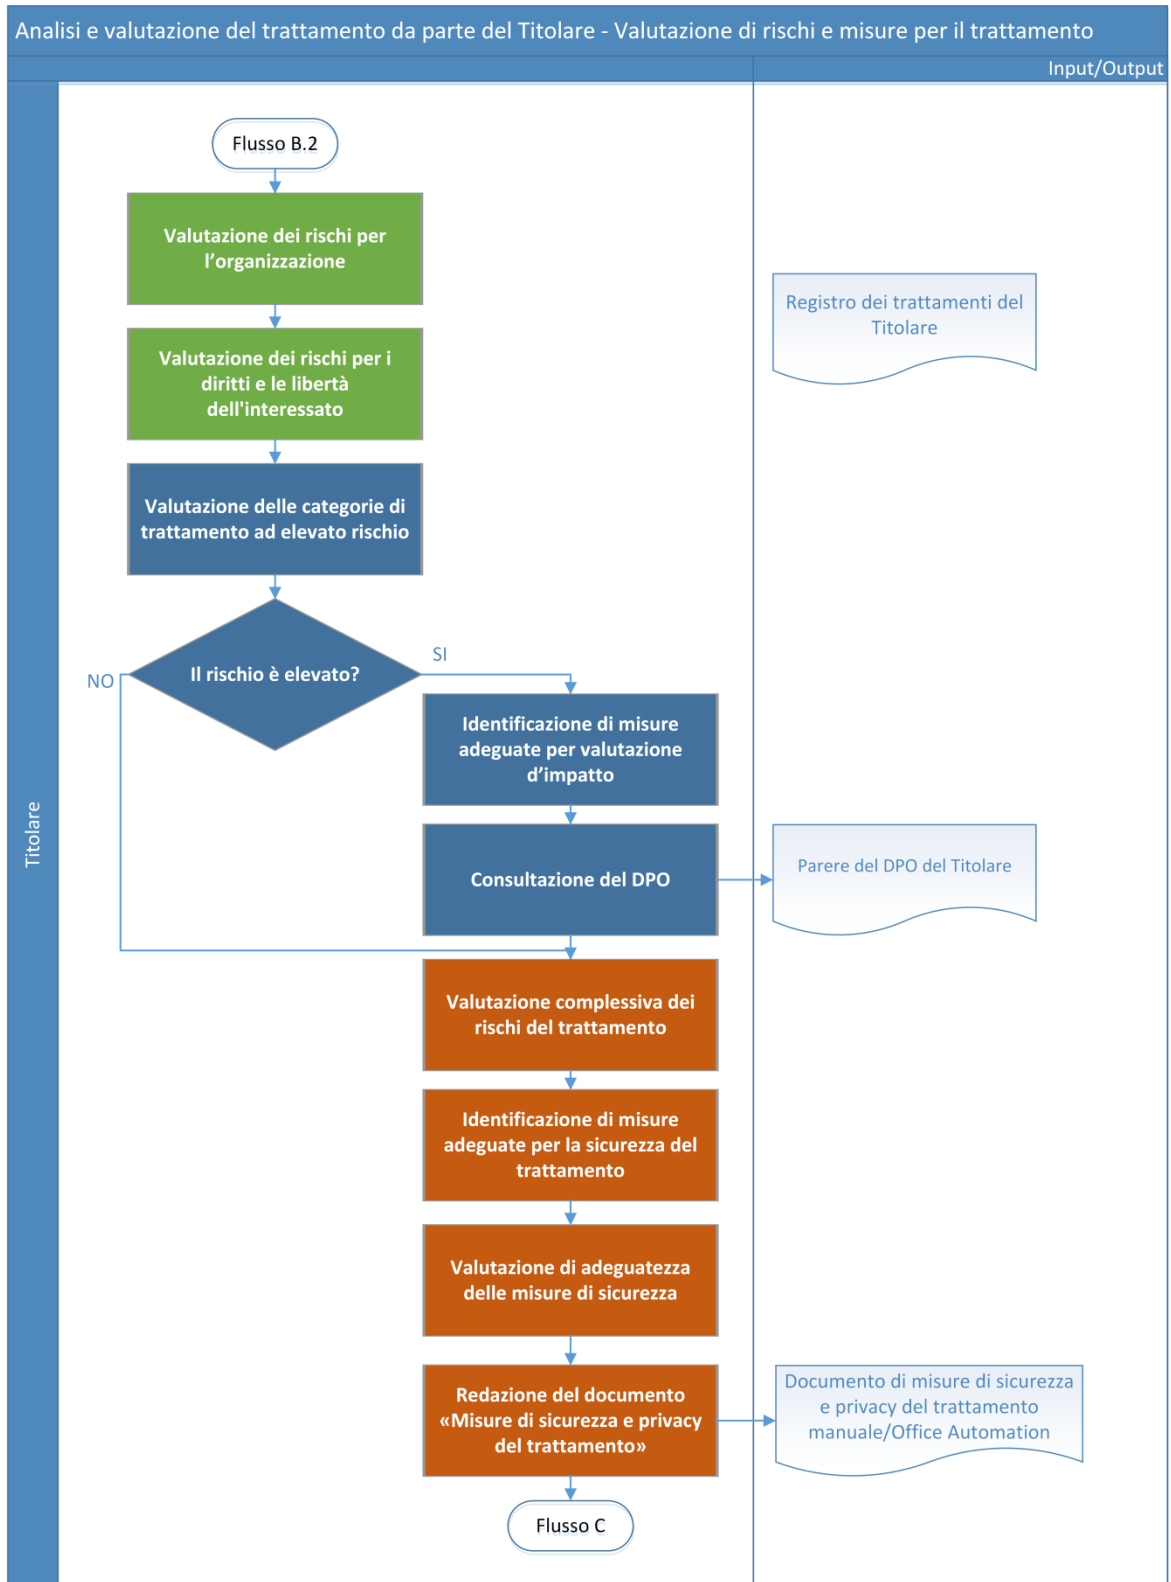 Analisi e valutazione del trattamento da parte del Titolare - Valutazione di rischi e misure per il trattamento
Input/Output
Titolare
Flusso B.2
Valutazione dei rischi per
l’organizzazione
Registro dei trattamenti del
Titolare
Valutazione dei rischi per i
diritti e le libertà
dell'interessato
Valutazione delle categorie di
trattamento ad elevato rischio
Il rischio è elevato?
SI
NO
Identificazione di misure
adeguate per valutazione
d’impatto
Consultazione del DPO
Parere del DPO del Titolare
Valutazione complessiva dei
rischi del trattamento
Identificazione di misure
adeguate per la sicurezza del
trattamento
Valutazione di adeguatezza
delle misure di sicurezza
Redazione del documento
«Misure di sicurezza e privacy
del trattamento»
Documento di misure di sicurezza
e privacy del trattamento
manuale/Office Automation
Flusso C